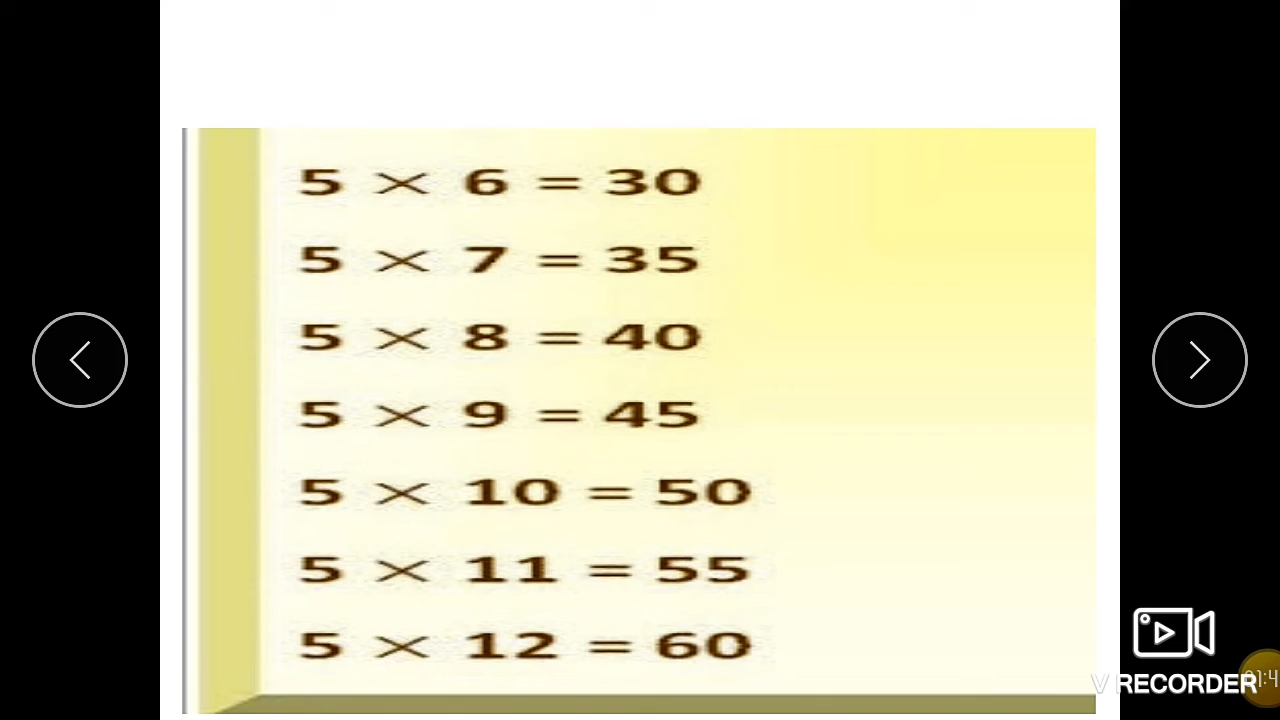 5 × 6 = 30
5 × 7 = 35
5 × 8 = 40
5 × 9 = 45
5 × 10 = 50
5 × 11 = 55
5 × 12 = 60
V RECORDER